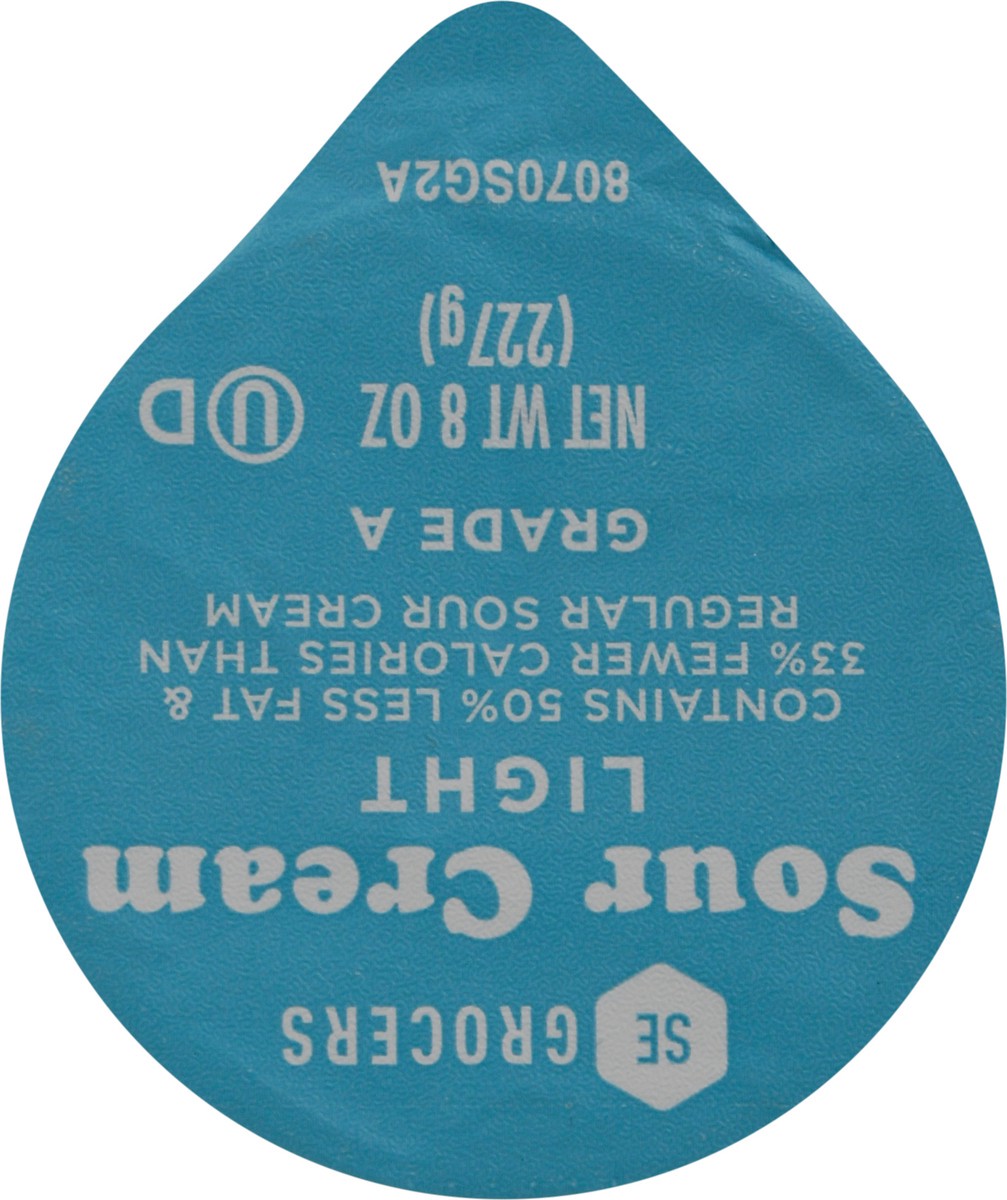 SE GROCERS
Sour Cream
LIGHT
CONTAINS 50% LESS FAT &
33% FEWER CALORIES THAN
REGULAR SOUR CREAM
GRADE A
NET WT 8 OZ
(227g)
U D
8070SG2A